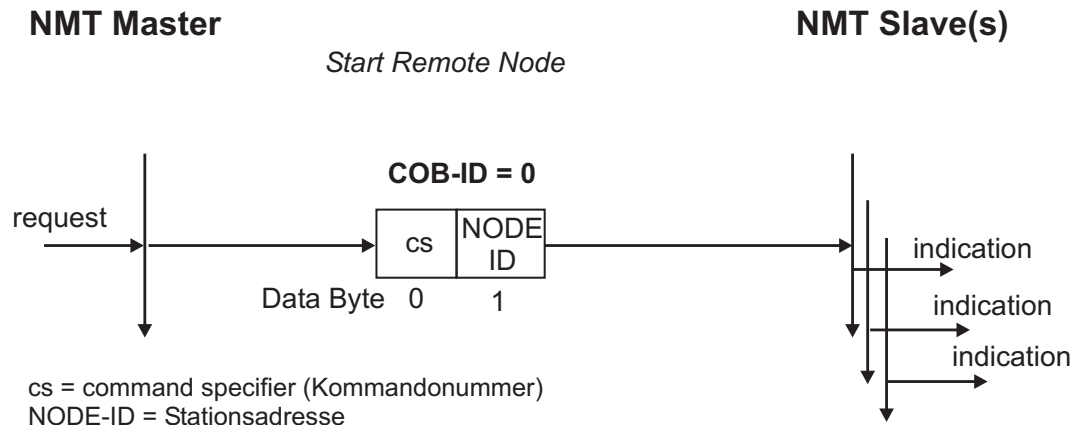 NMT Master
NMT Slave(s)
Start Remote Node
COB-ID = 0
request
cs
NODE
ID
indication
Data Byte
0
1
indication
indication
cs = command specifier (Kommandonummer)
NODE-ID = Stationsadresse